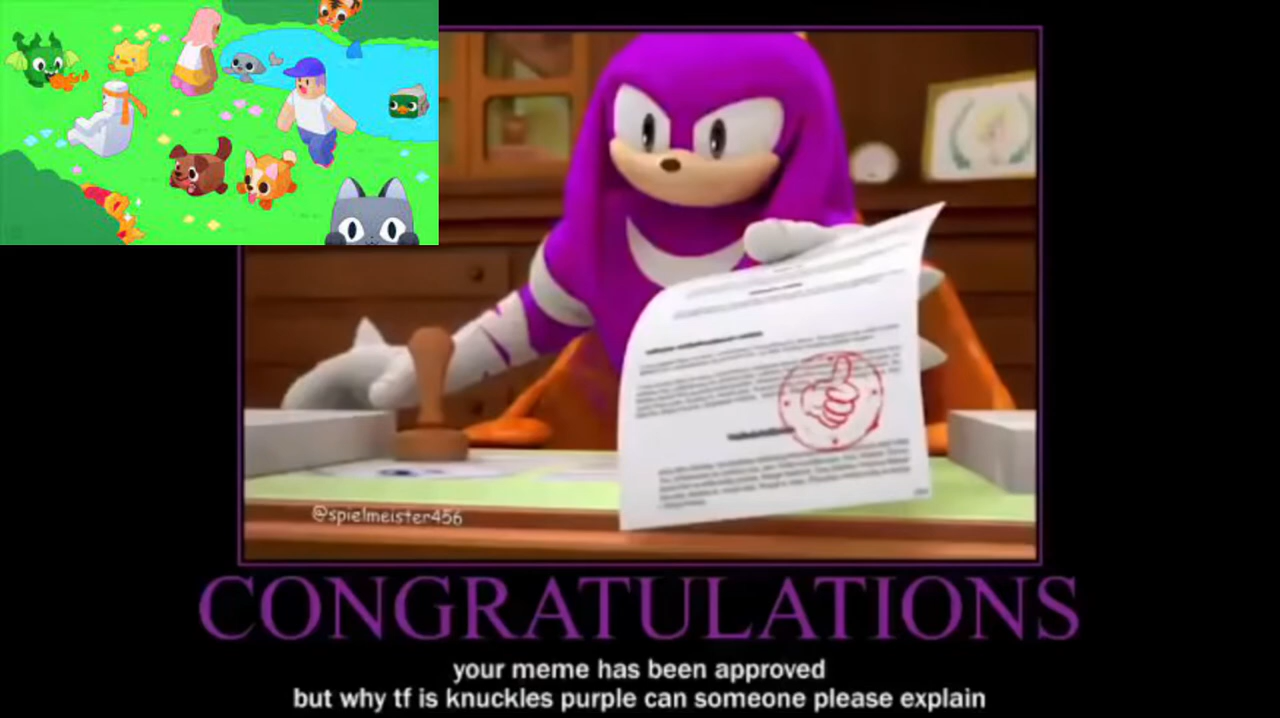 @spielmeister456
CONGRATULATIONS
your meme has been approved
but why tf is knuckles purple can someone please explain